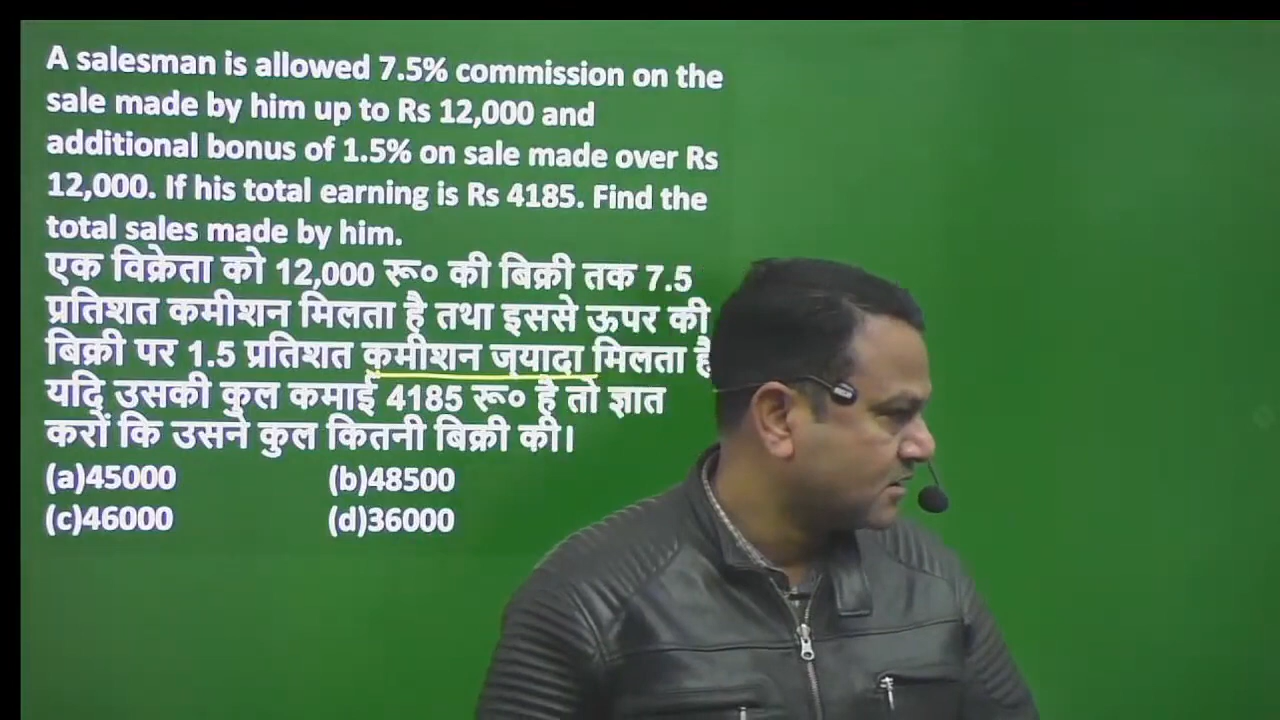 A salesman is allowed 7.5% commission on the
sale made by him up to Rs 12,000 and
additional bonus of 1.5% on sale made over Rs
12,000. If his total earning is Rs 4185. Find the
total sales made by him.
एक विक्रेता को 12,000 रू० की बिक्री तक 7.5
प्रतिशत कमीशन मिलता है तथा इससे ऊपर की
बिक्री पर 1.5 प्रतिशत कमीशन ज्यादा मिलता है
यदि उसकी कुल कमाई 4185 रू० है तो ज्ञात
करों कि उसने कुल कितनी बिक्री की।
(a)45000 (b)48500
(c)46000 (d)36000